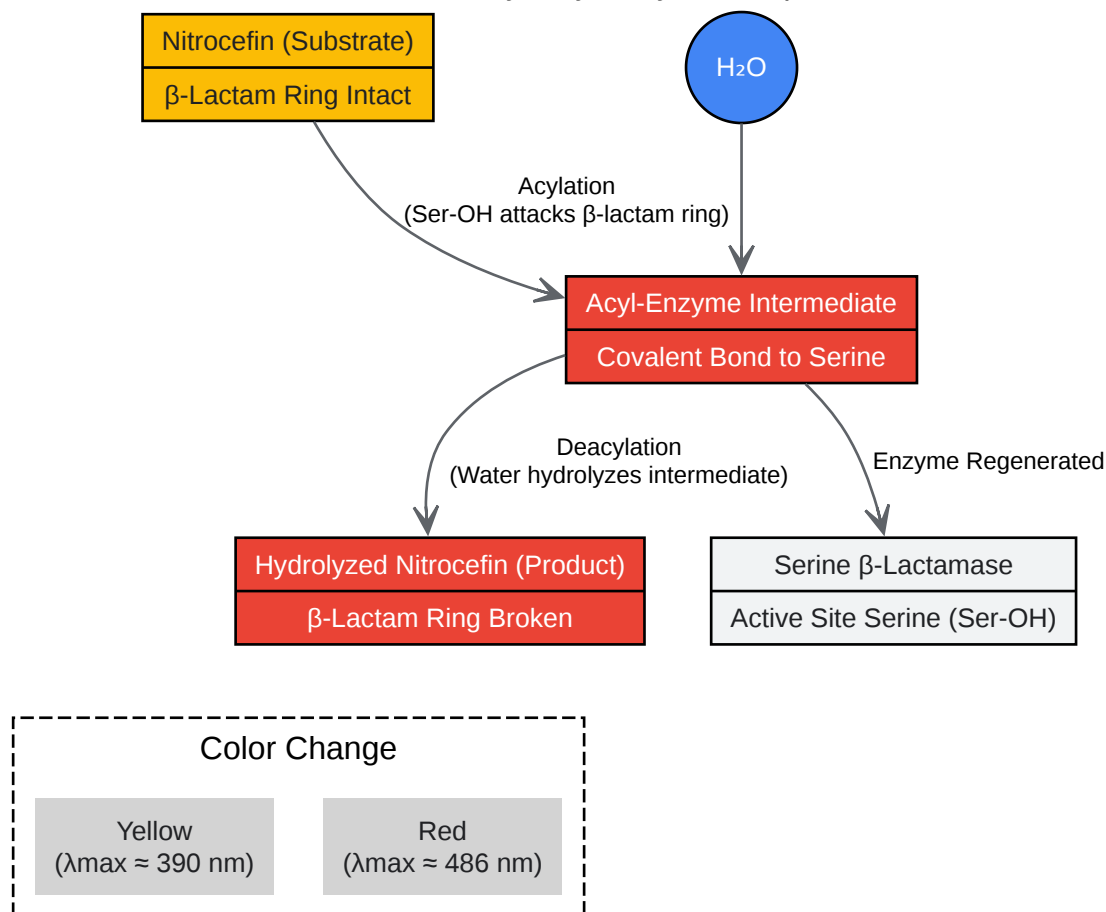 Nitrocefin (Substrate)
β-Lactam Ring Intact
H₂O
Acylation
(Ser-OH attacks β-lactam ring)
Acyl-Enzyme Intermediate
Covalent Bond to Serine
Deacylation
(Water hydrolyzes intermediate)
Enzyme Regenerated
Hydrolyzed Nitrocefin (Product)
β-Lactam Ring Broken
Serine β-Lactamase
Active Site Serine (Ser-OH)
Color Change
Yellow
(λmax ≈ 390 nm)
Red
(λmax ≈ 486 nm)